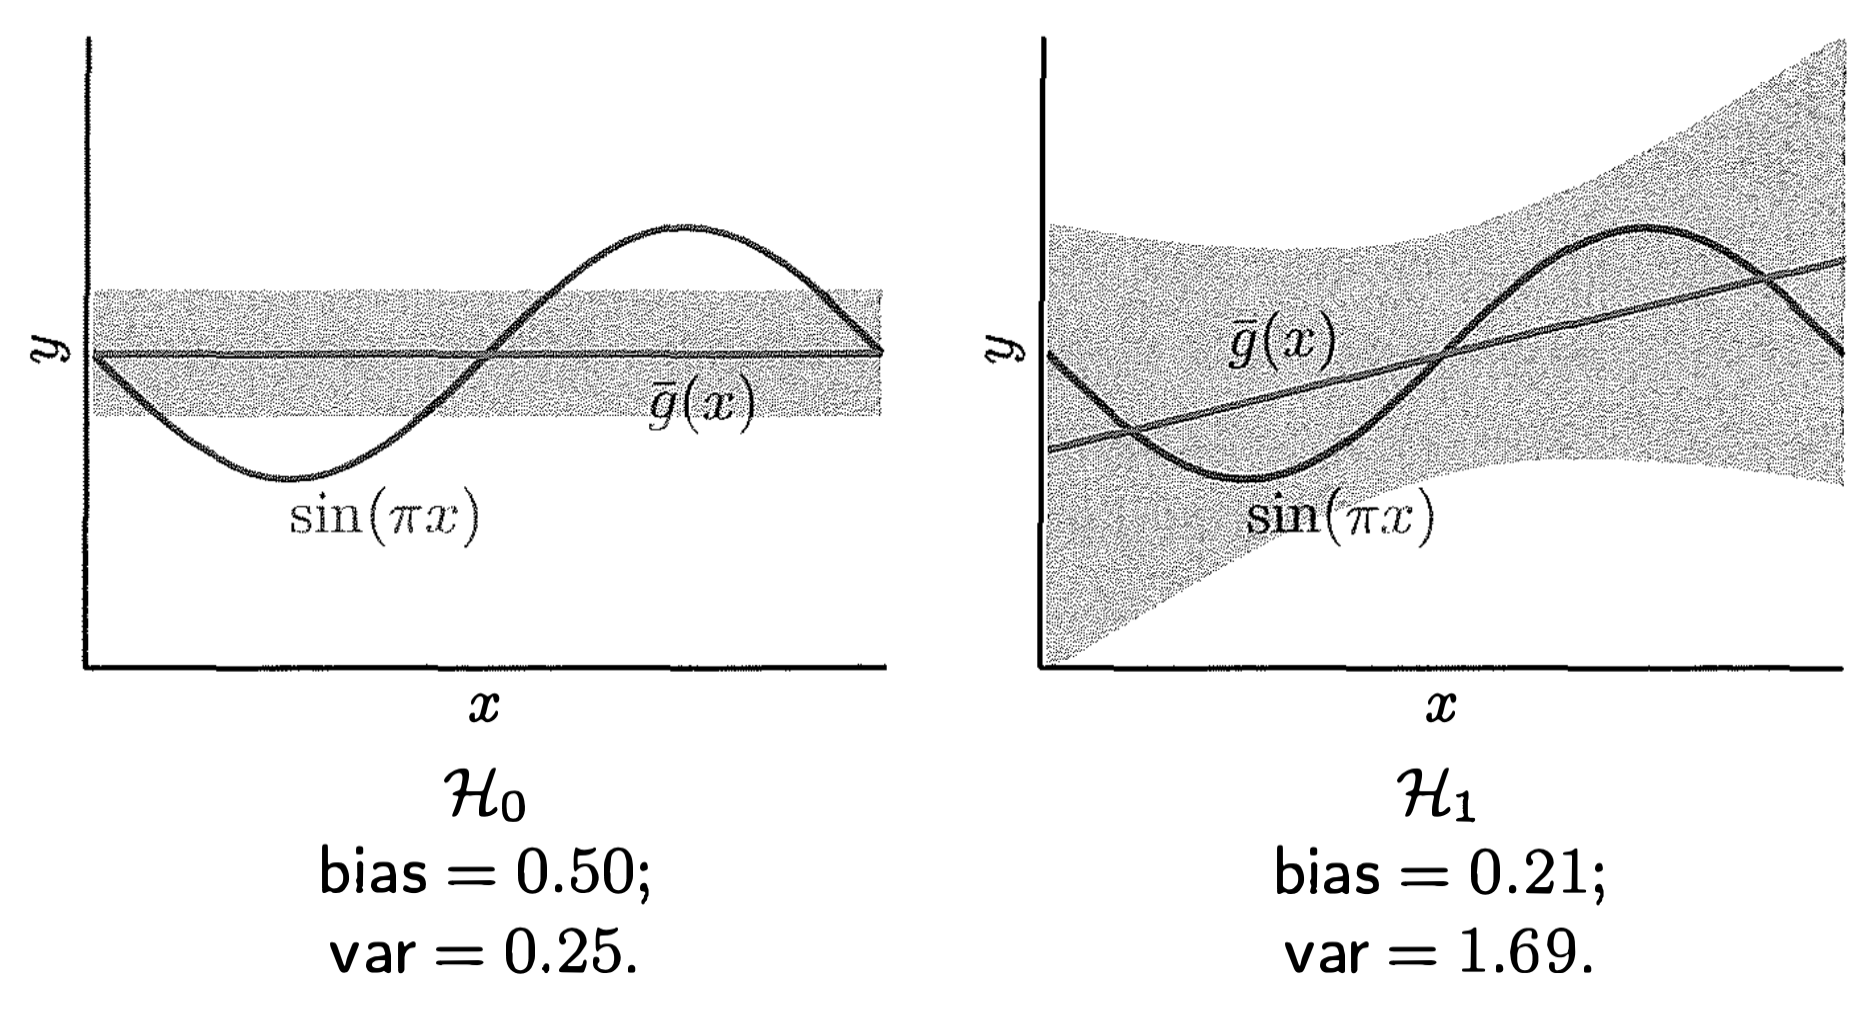 y
ḡ(x)
sin(πx)
x
ℋ₀
bias = 0.50;
var = 0.25.
y
ḡ(x)
sin(πx)
x
ℋ₁
bias = 0.21;
var = 1.69.